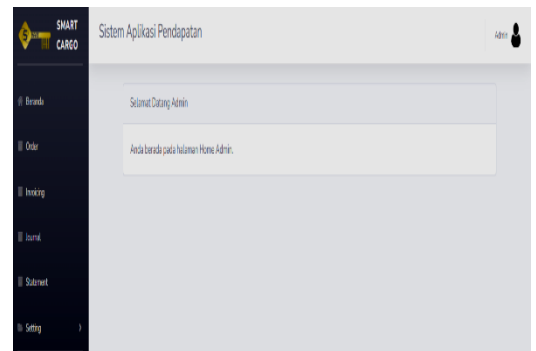 SMART
CARGO
Sistem Aplikasi Pendapatan
Admin
Beranda
Order
Invoicing
Journal
Statement
Setting
Selamat Datang Admin
Anda berada pada halaman Home Admin.